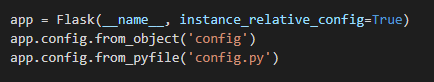 app = Flask(__name__, instance_relative_config=True)
app.config.from_object('config')
app.config.from_pyfile('config.py')